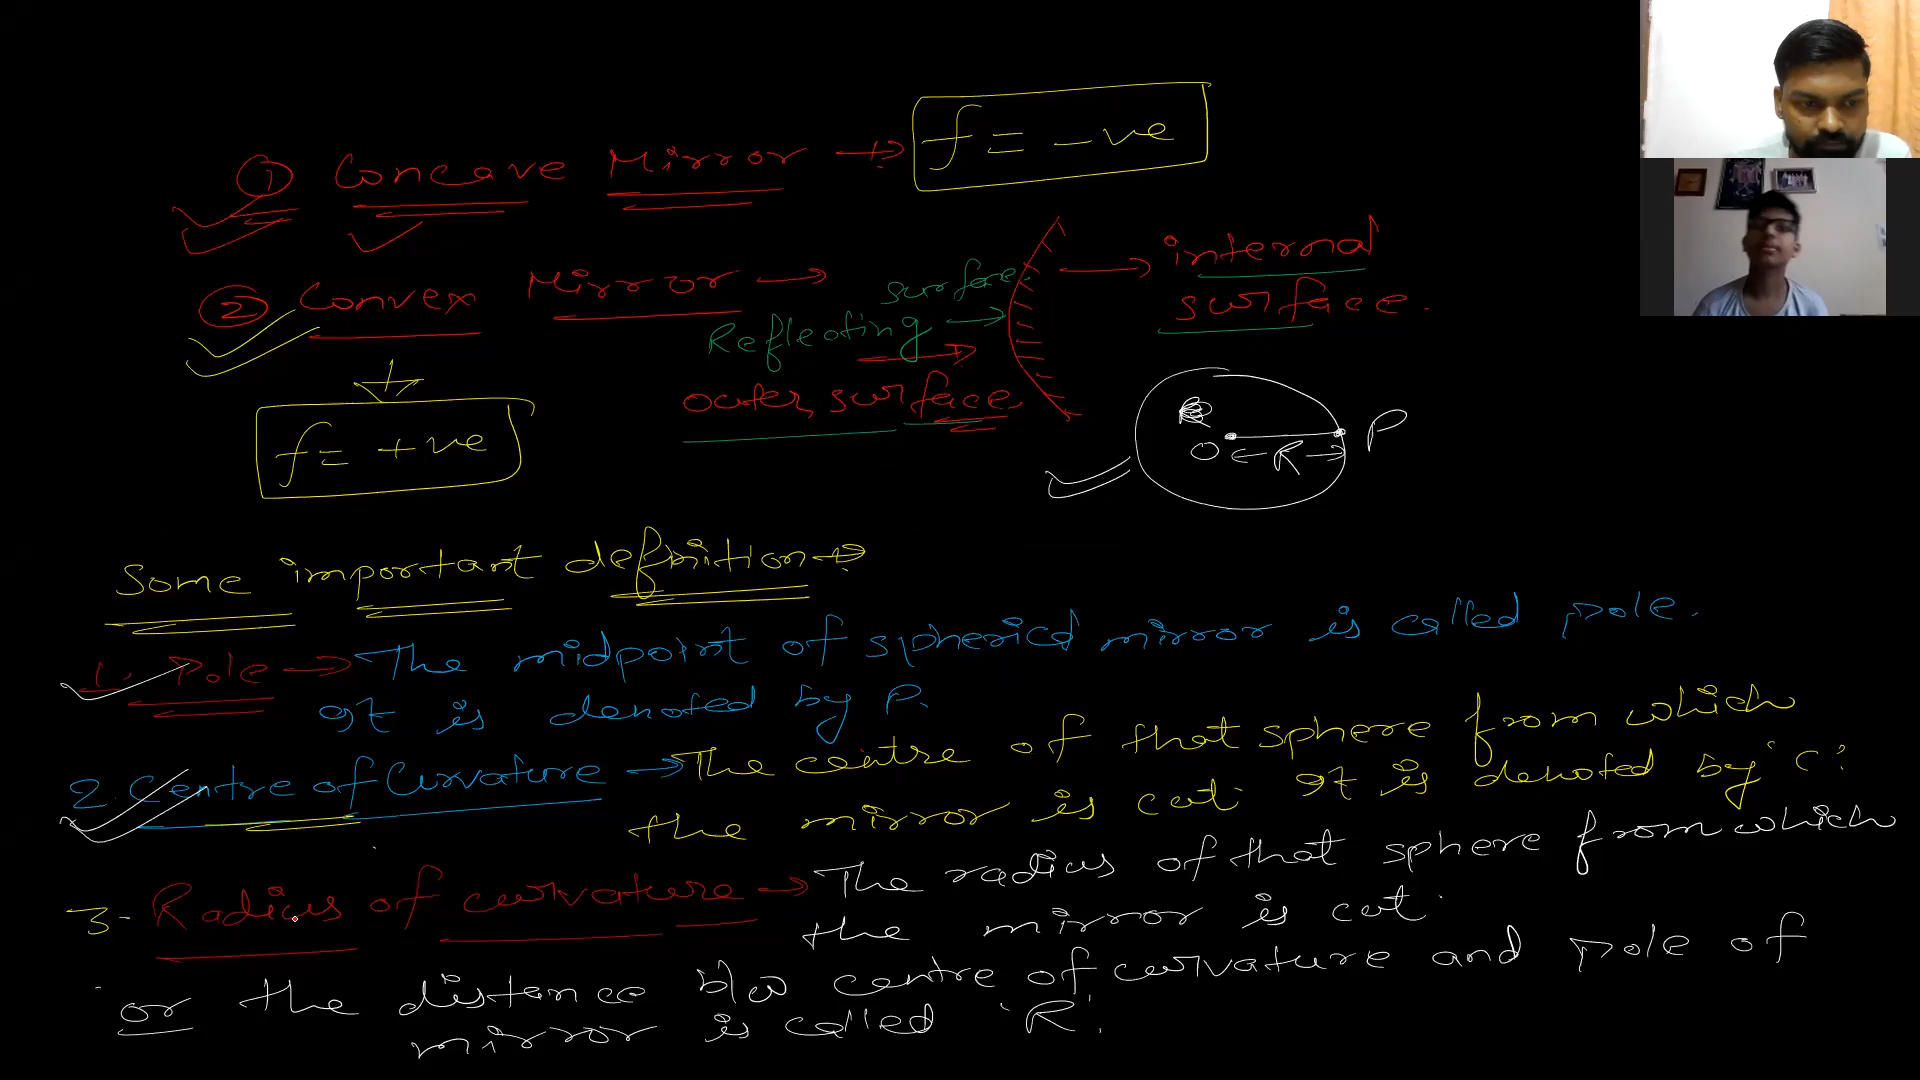 ① Concave Mirror → f = -ve
② Convex Mirror →
surface
Reflecting →
outer surface
→ internal
surface.
f = +ve
O ← R → P
Some important definition →
1. Pole → The midpoint of spherical mirror is called pole.
It is denoted by P.
2. Centre of Curvature → The centre of that sphere from which
the mirror is cut. It is denoted by 'C'.
3- Radius of curvature → The radius of that sphere from which
the mirror is cut.
or the distance b/w centre of curvature and pole of
mirror is called 'R'.